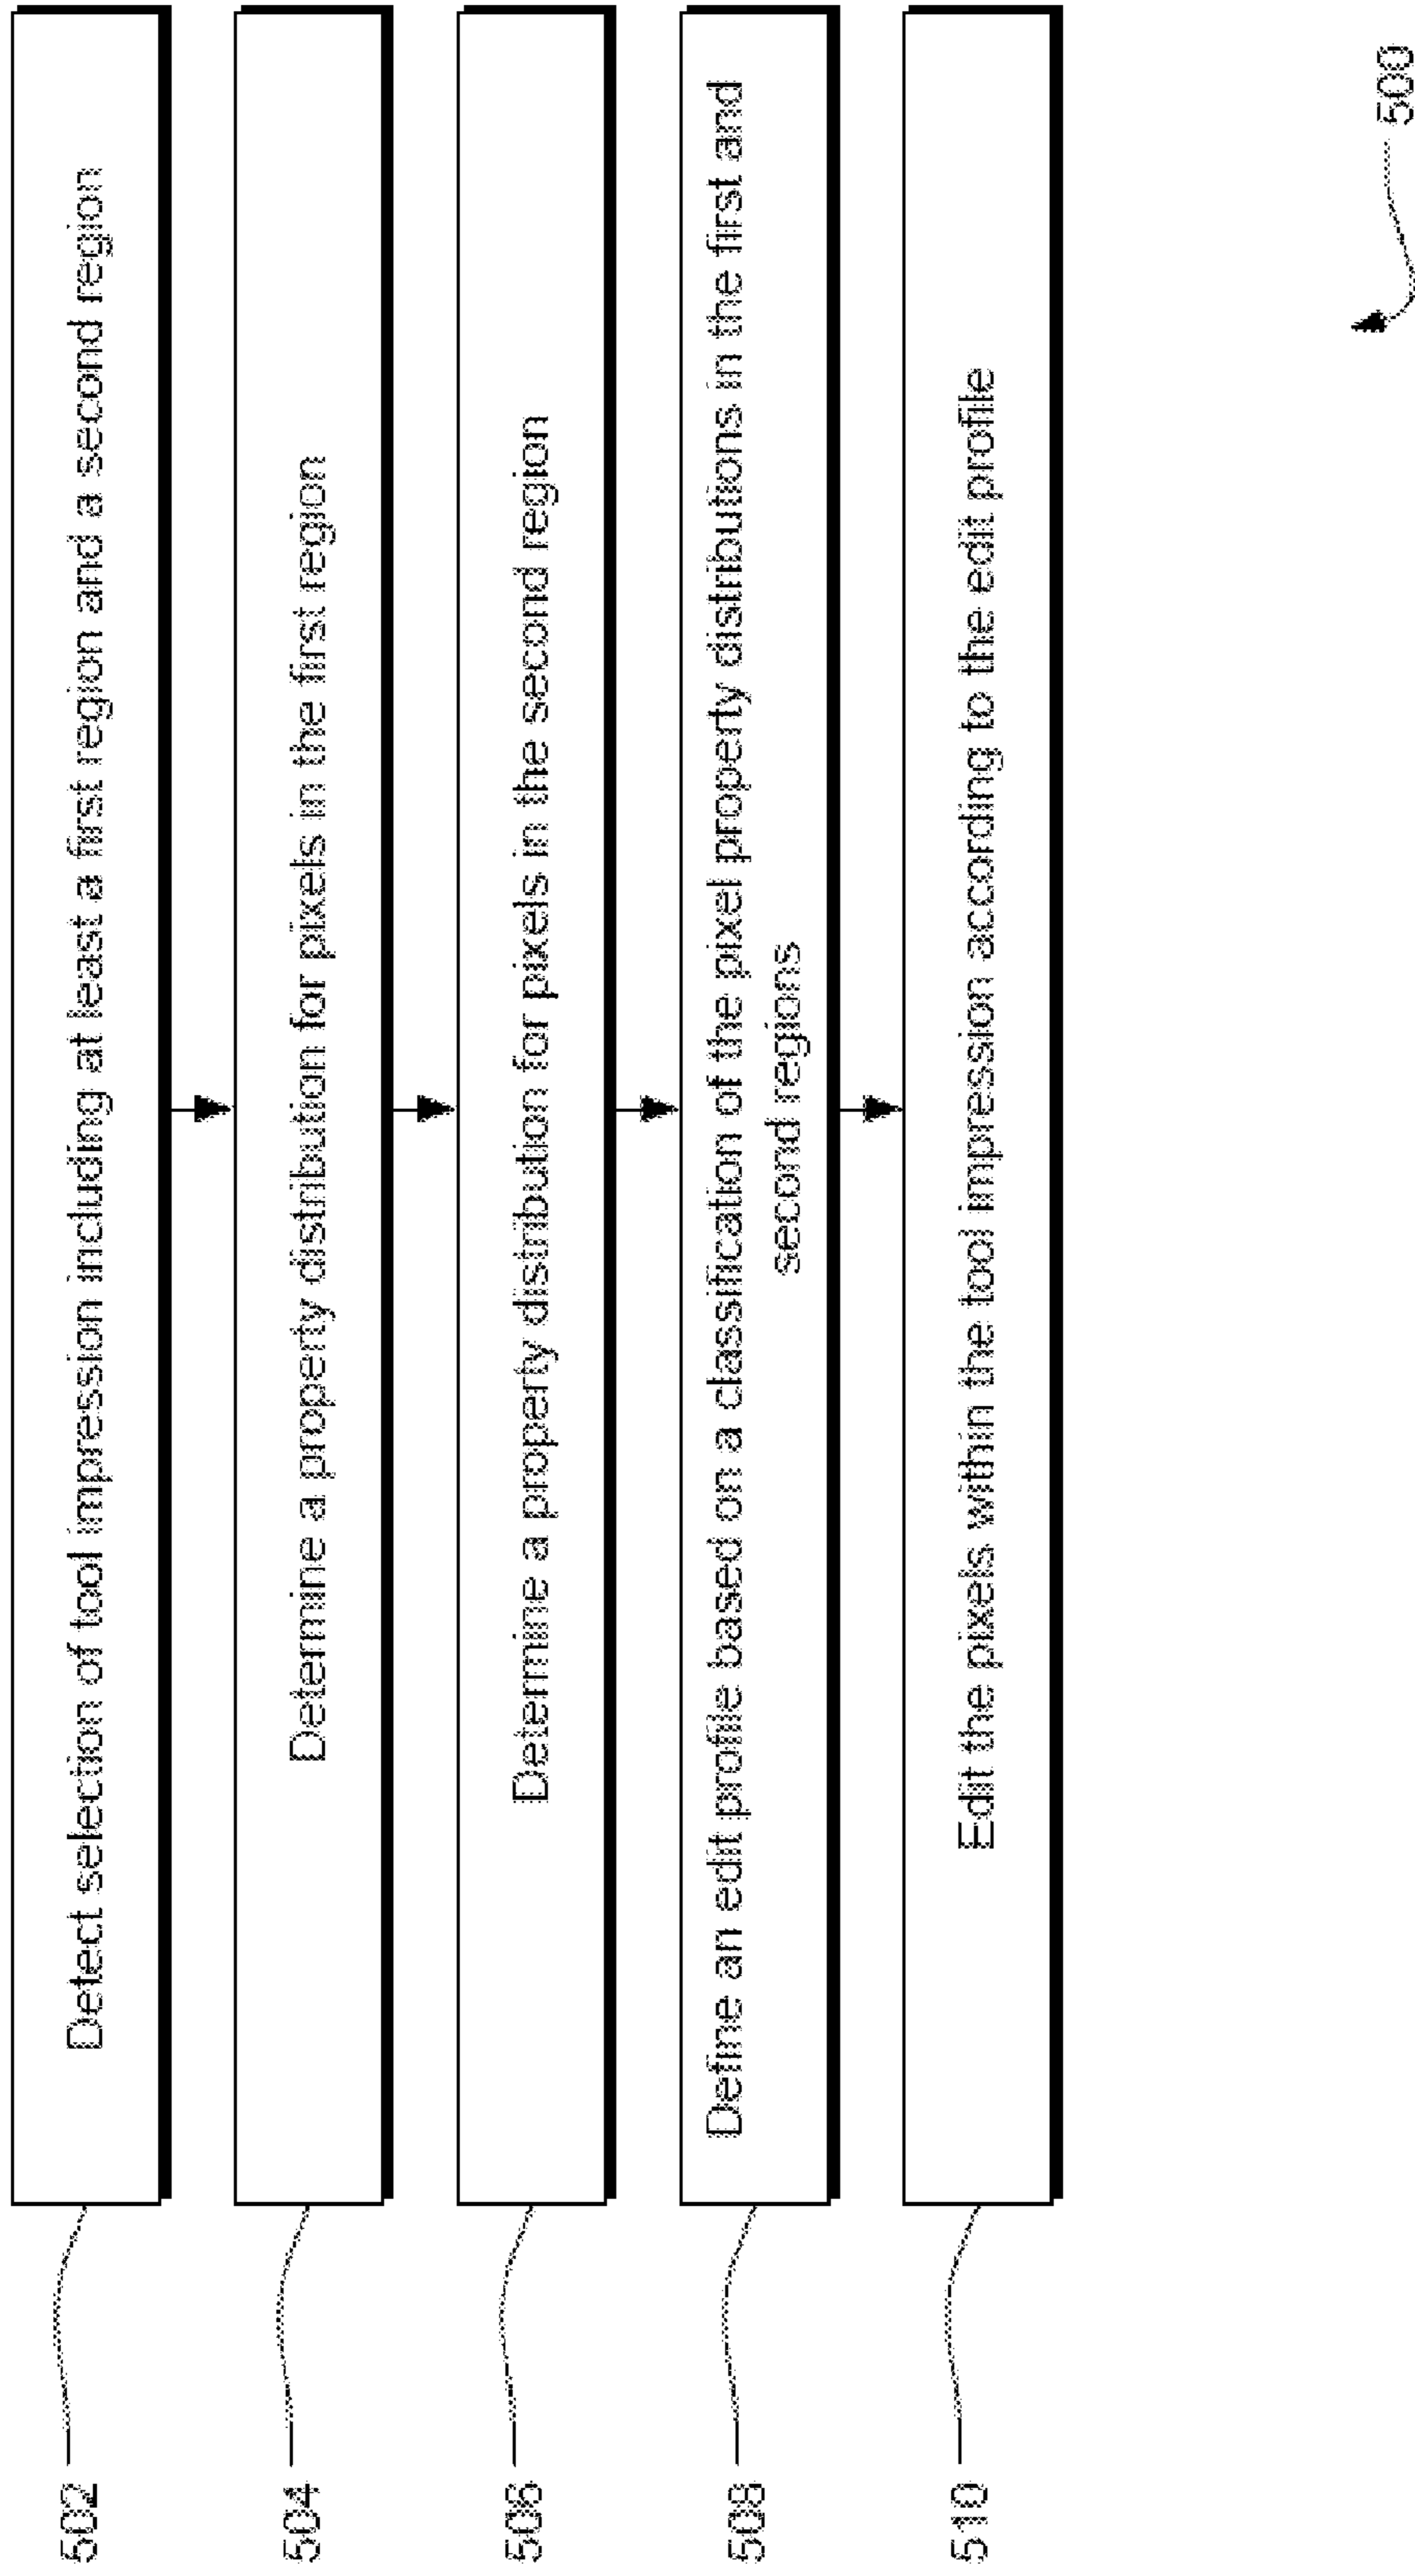 502
Detect selection of tool impression including at least a first region and a second region
504
Determine a property distribution for pixels in the first region
506
Determine a property distribution for pixels in the second region
508
Define an edit profile based on a classification of the pixel property distributions in the first and
second regions
510
Edit the pixels within the tool impression according to the edit profile
500